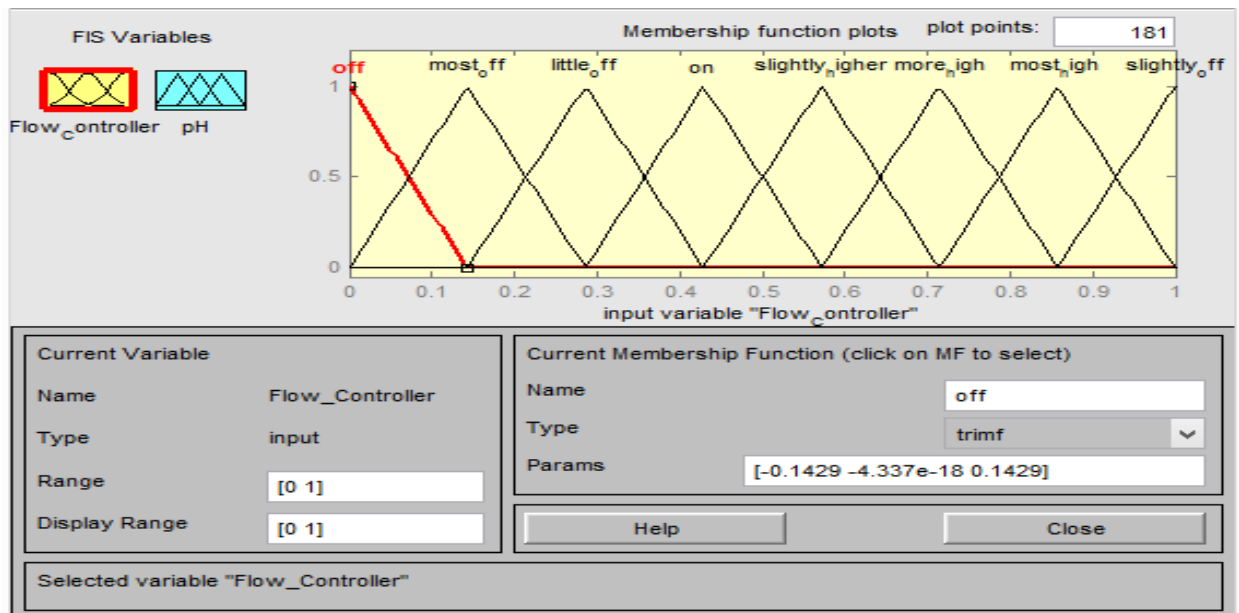 FIS Variables
Flow_Controller pH
Membership function plots plot points: 181
off most_off little_off on slightly_higher more_high most_high slightly_off
1
0.5
0
0 0.1 0.2 0.3 0.4 0.5 0.6 0.7 0.8 0.9 1
input variable "Flow_Controller"
Current Variable
Name Flow_Controller
Type input
Range [0 1]
Display Range [0 1]
Current Membership Function (click on MF to select)
Name off
Type trimf
Params [-0.1429 -4.337e-18 0.1429]
Help Close
Selected variable "Flow_Controller"